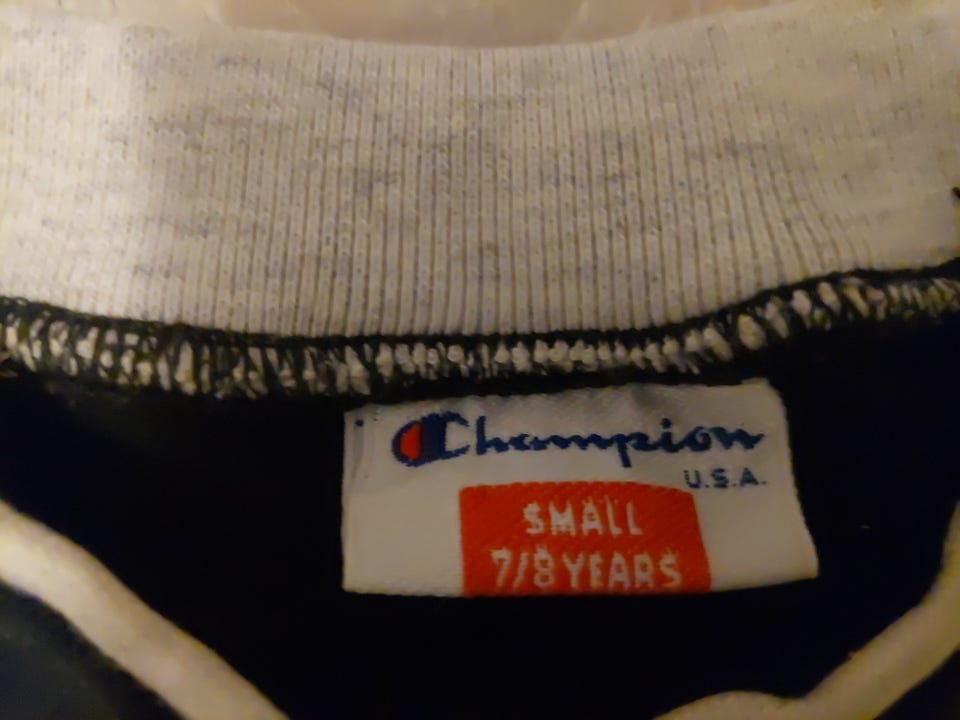 Champion
U.S.A.
SMALL
7/8 YEARS